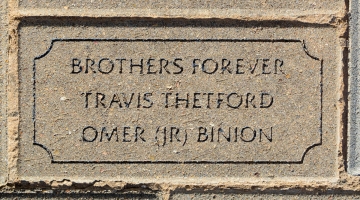 BROTHERS FOREVER
TRAVIS THETFORD
OMER (JR) BINION